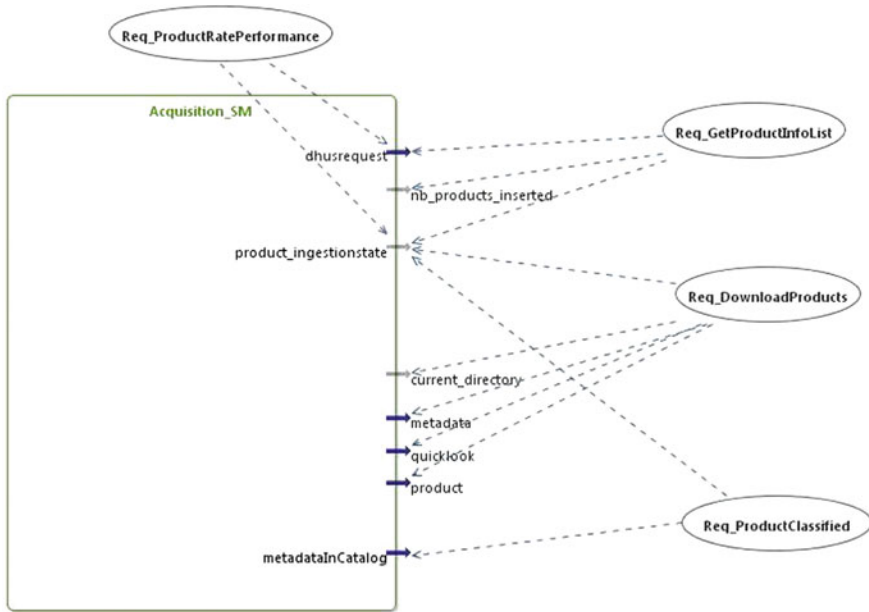 Req_ProductRatePerformance
Acquisition_SM
Req_GetProductInfoList
dhusrequest
nb_products_inserted
product_ingestionstate
Req_DownloadProducts
current_directory
metadata
quicklook
product
Req_ProductClassified
metadataInCatalog